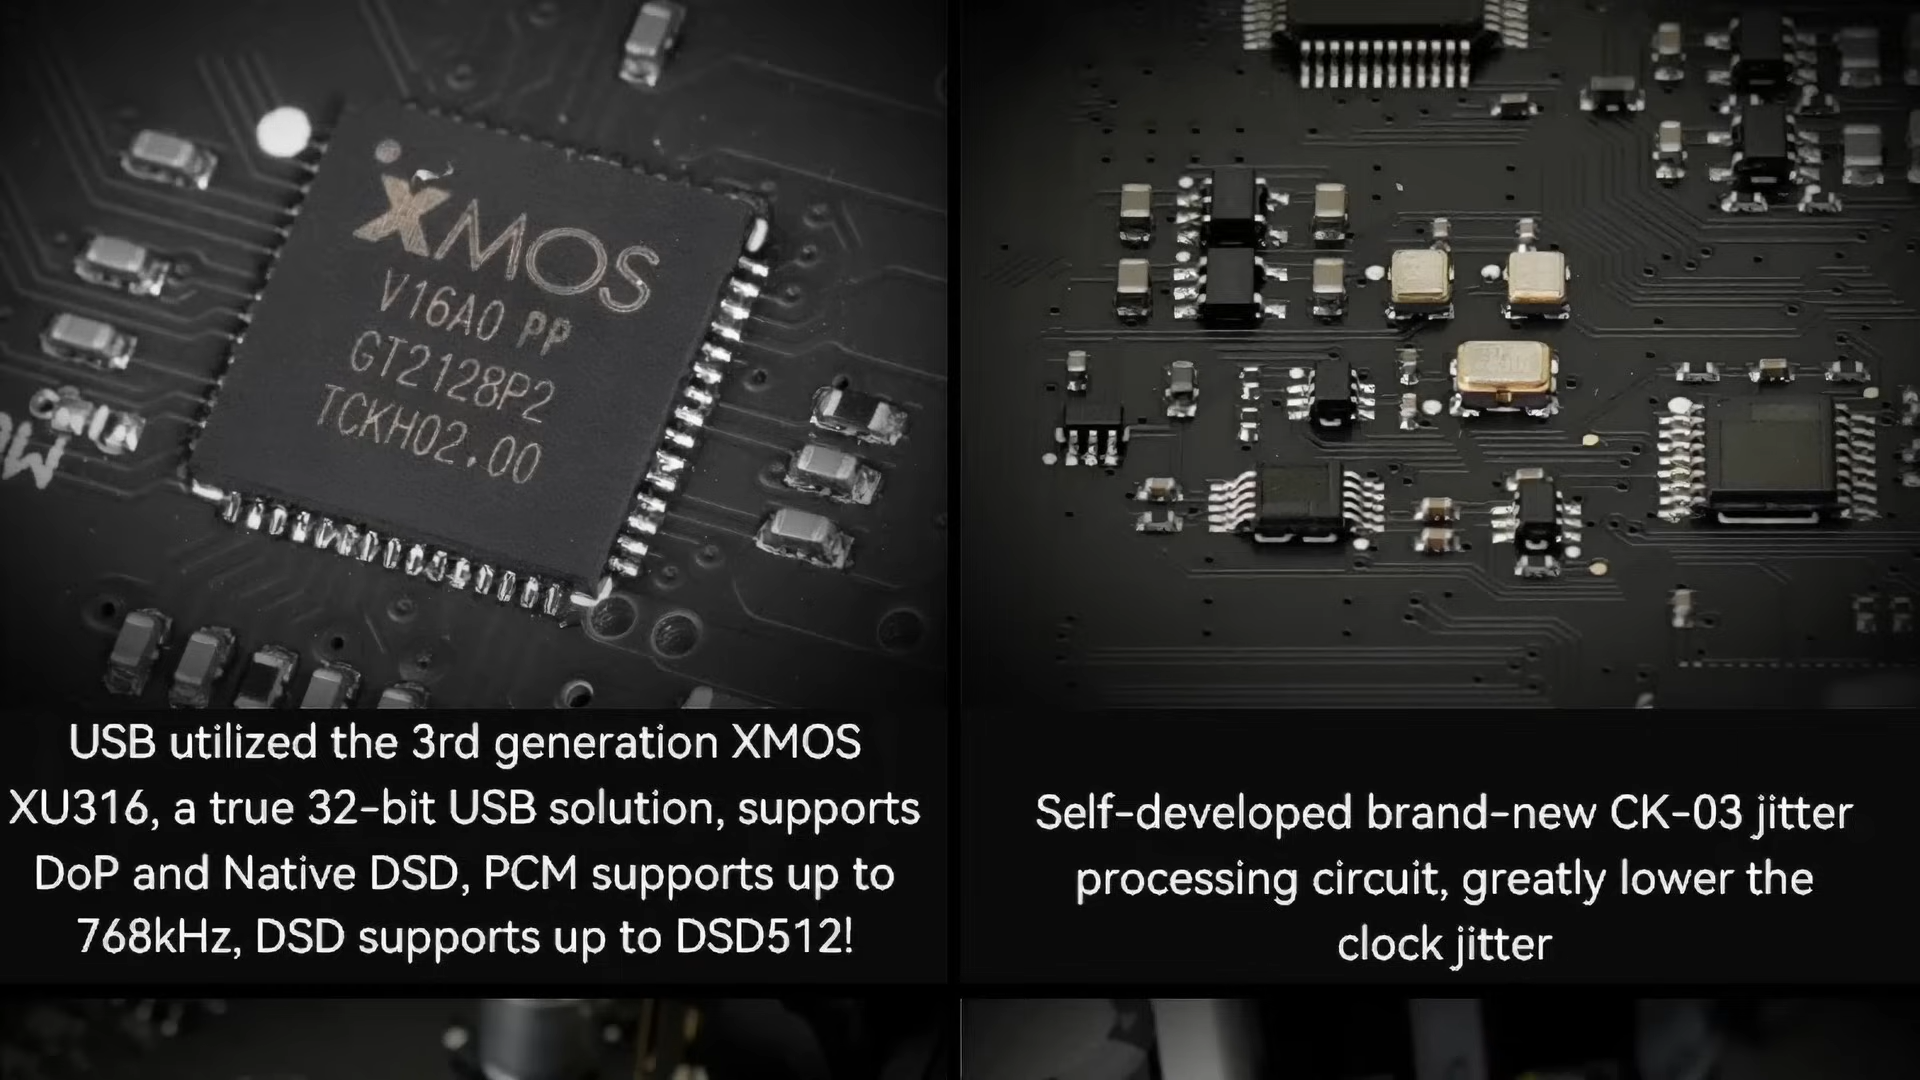 XMOS
V16A0 PP
GT2128P2
TCKH02.00
USB utilized the 3rd generation XMOS
XU316, a true 32-bit USB solution, supports
DoP and Native DSD, PCM supports up to
768kHz, DSD supports up to DSD512!
Self-developed brand-new CK-03 jitter
processing circuit, greatly lower the
clock jitter